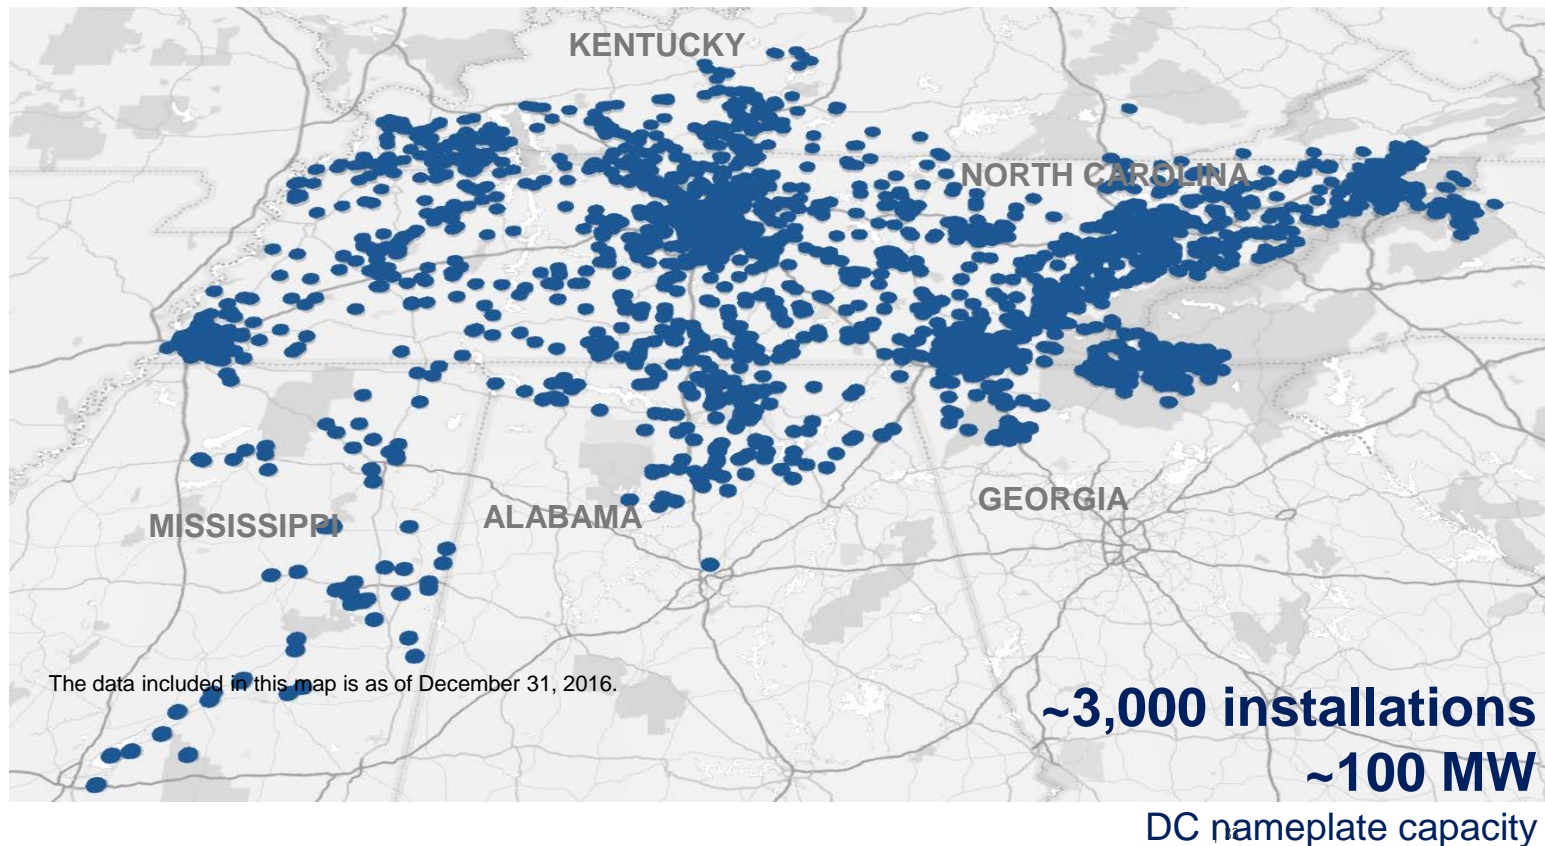 KENTUCKY
NORTH CAROLINA
GEORGIA
MISSISSIPPI
ALABAMA
The data included in this map is as of December 31, 2016.
~3,000 installations
~100 MW
DC nameplate capacity